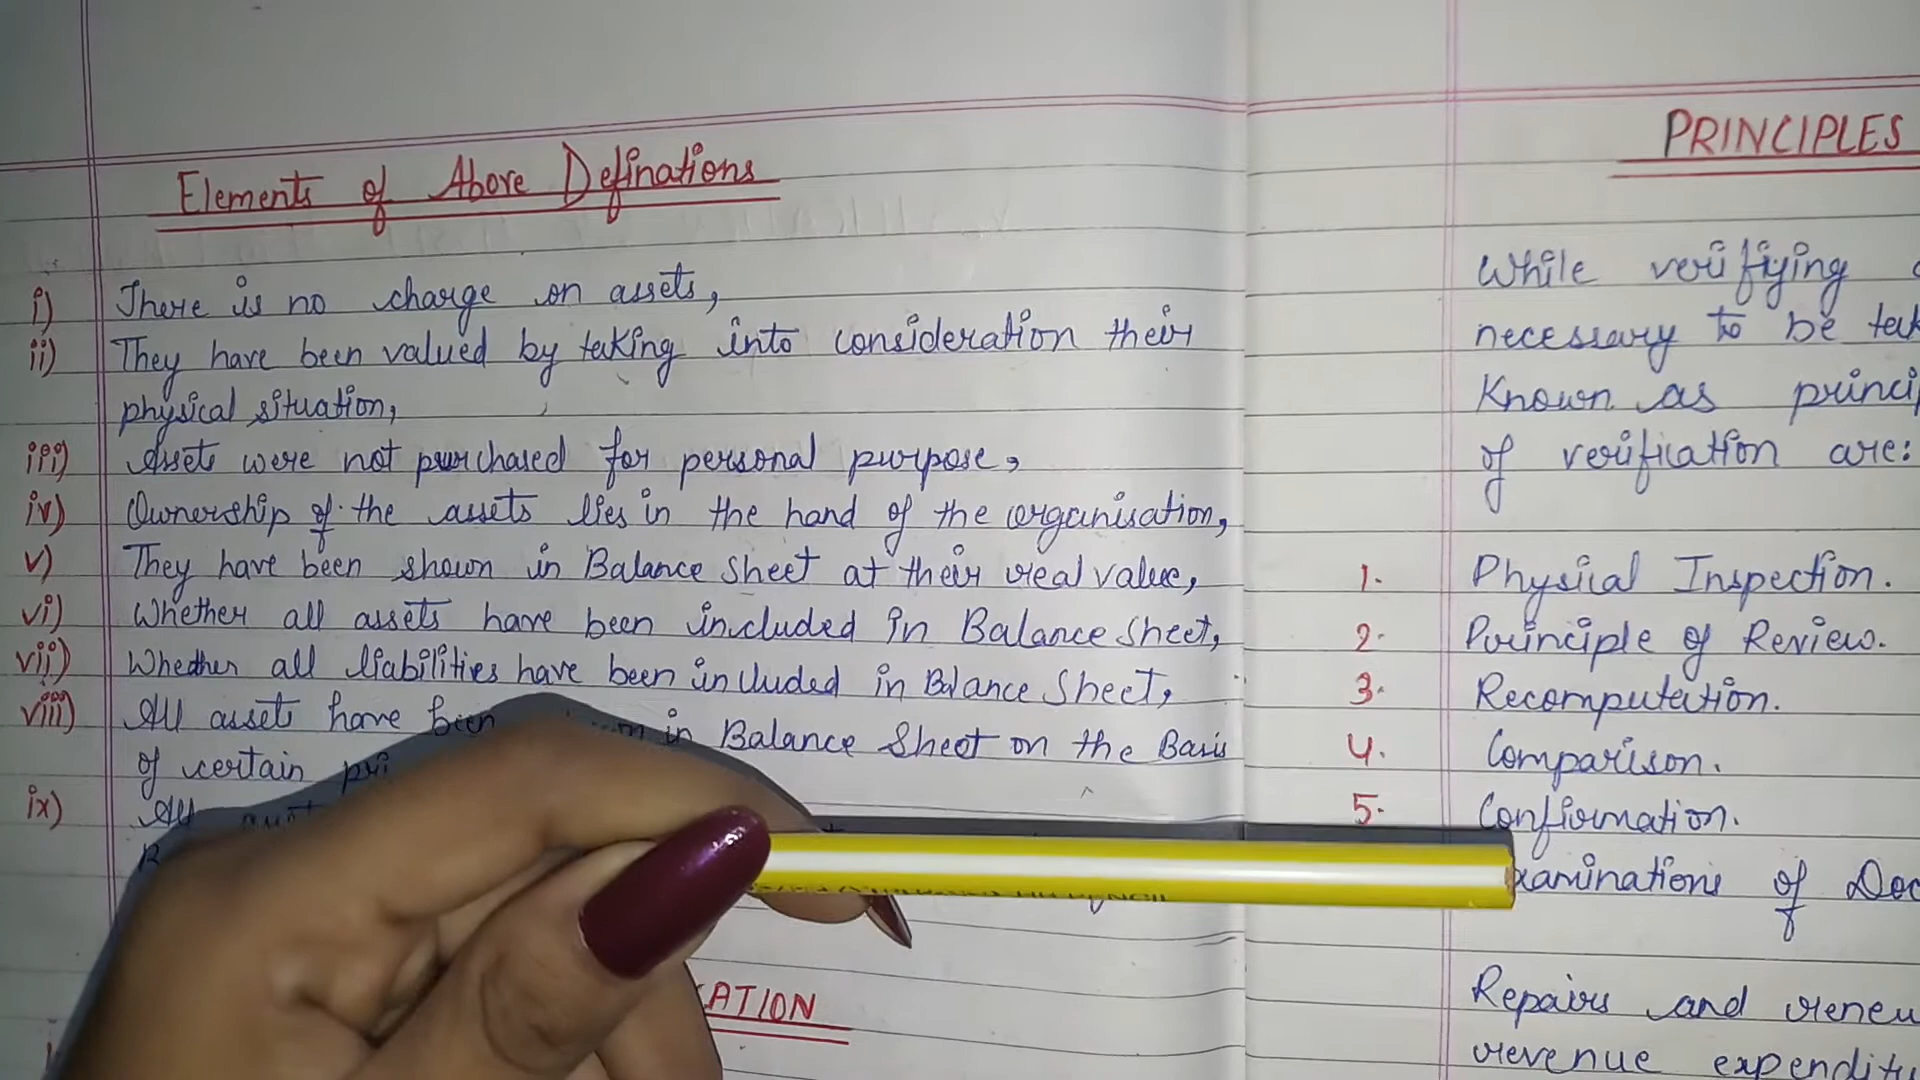 Elements of Above Definations
i) There is no charge on assets,
ii) They have been valued by taking into consideration their
physical situation,
iii) Assets were not purchased for personal purpose,
iv) Ownership of the assets lies in the hand of the organisation,
v) They have been shown in Balance Sheet at their real value,
vi) Whether all assets have been included in Balance Sheet,
vii) Whether all liabilities have been included in Balance Sheet,
viii) All assets have been in Balance Sheet on the Basis
of certain
ix) All
PRINCIPLES
While verifiying
necessary to be
Known as
of verification are:
1. Physical Inspection.
2. Principle of Review.
3. Recomputation.
4. Comparison.
5. Confirmation.
of
Repairs and
revenue